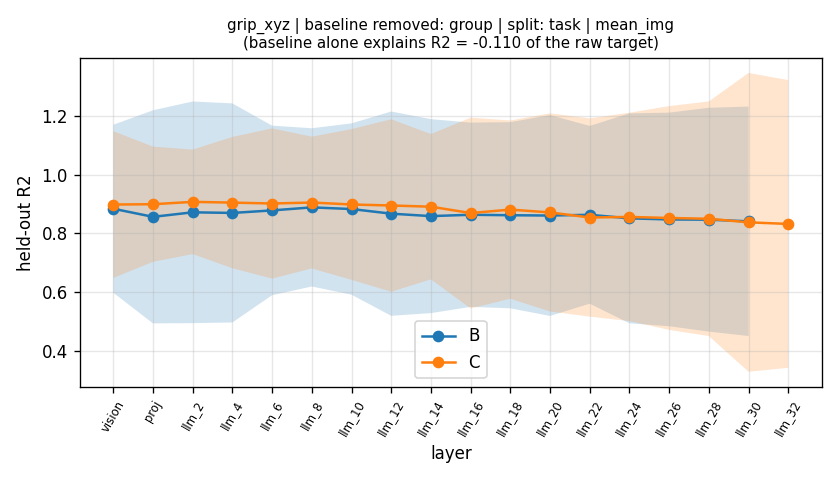 grip_xyz | baseline removed: group | split: task | mean_img
(baseline alone explains R2 = -0.110 of the raw target)
held-out R2
1.2
1.0
0.8
0.6
0.4
B
C
vision
proj
llm_2
llm_4
llm_6
llm_8
llm_10
llm_12
llm_14
llm_16
llm_18
llm_20
llm_22
llm_24
llm_26
llm_28
llm_30
llm_32
layer